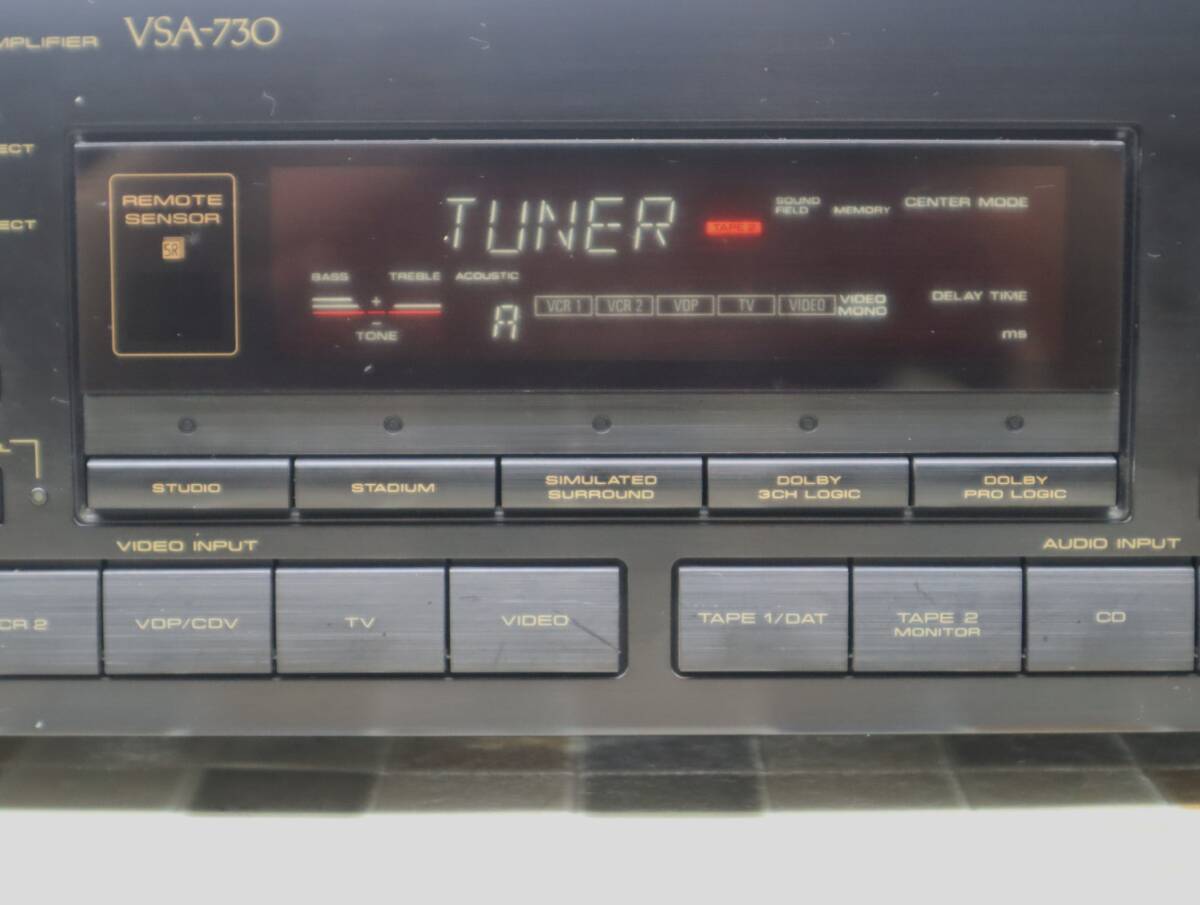 MPLIFIER VSA-730
ECT
ECT
REMOTE
SENSOR
SR
TUNER
TAPE 2
SOUND
FIELD
MEMORY
CENTER MODE
BASS
TREBLE
ACOUSTIC
+
−
TONE
A
VCR 1
VCR 2
VDP
TV
VIDEO
VIDEO
MONO
DELAY TIME
ms
STUDIO
STADIUM
SIMULATED
SURROUND
DOLBY
3CH LOGIC
DOLBY
PRO LOGIC
VIDEO INPUT
AUDIO INPUT
CR 2
VDP/CDV
TV
VIDEO
TAPE 1/DAT
TAPE 2
MONITOR
CD